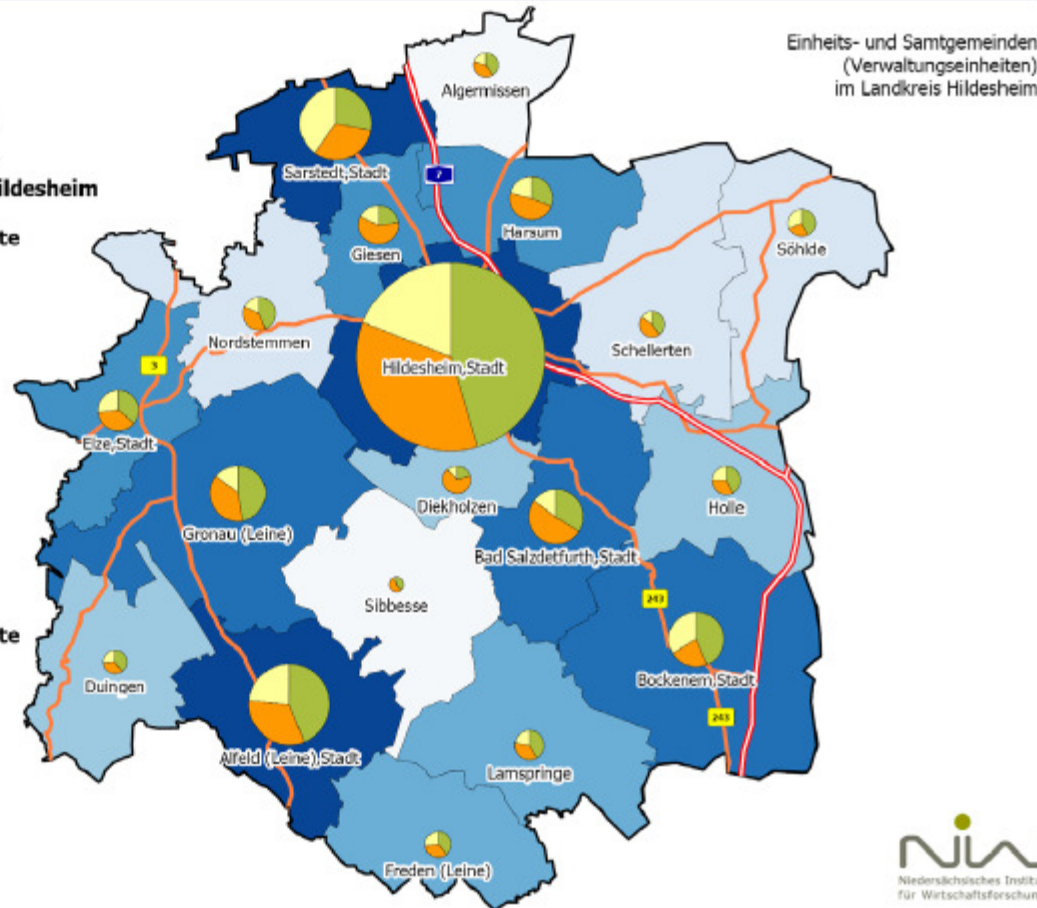 Einheits- und Samtgemeinden
(Verwaltungseinheiten)
im Landkreis Hildesheim
Algermissen
Sarstedt,Stadt
7
ildesheim
Harsum
te
Giesen
Söhlde
Nordstemmen
Schellerten
3
Hildesheim,Stadt
Elze,Stadt
Diekholzen
Holle
Gronau (Leine)
Bad Salzdetfurth,Stadt
Sibbesse
243
te
Duingen
Bockenem,Stadt
243
Alfeld (Leine),Stadt
Lamspringe
Freden (Leine)
NIW
Niedersächsisches Institu
für Wirtschaftsforschun